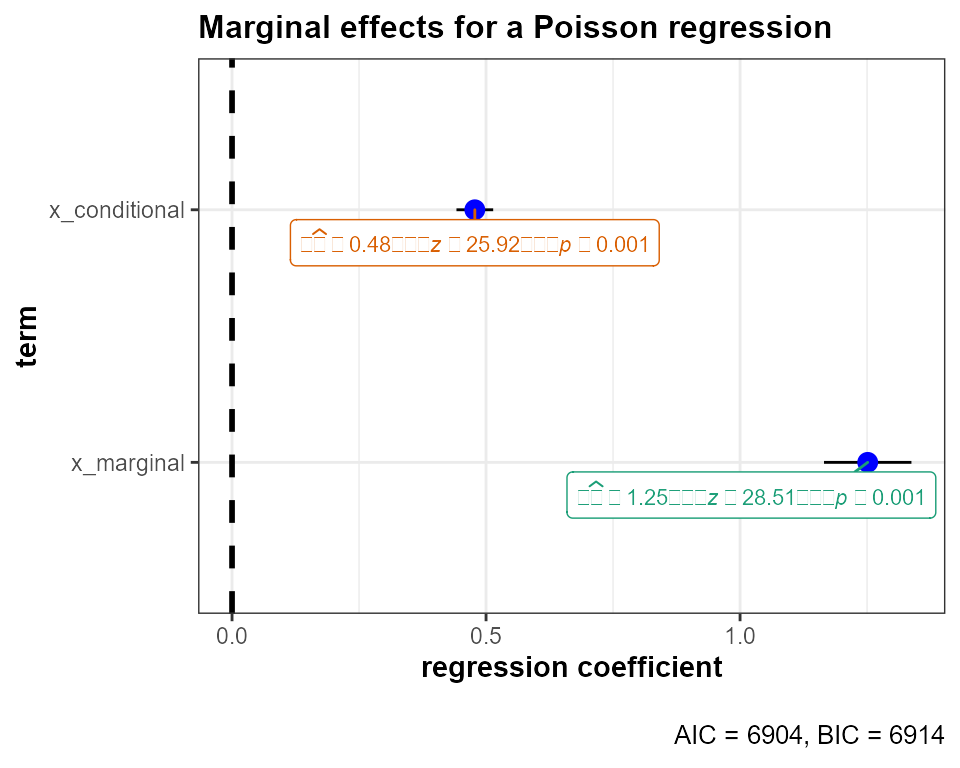 Marginal effects for a Poisson regression
x_conditional
□□ □ 0.48□□□z □ 25.92□□□p □ 0.001
term
x_marginal
□□ □ 1.25□□□z □ 28.51□□□p □ 0.001
0.0 0.5 1.0
regression coefficient
AIC = 6904, BIC = 6914